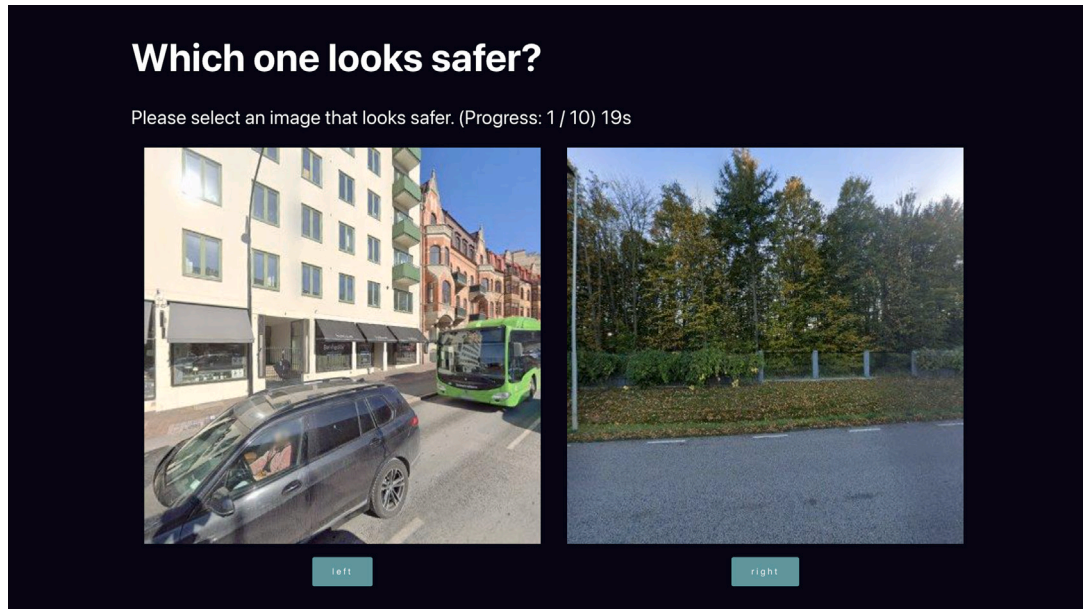 Which one looks safer?
Please select an image that looks safer. (Progress: 1 / 10) 19s
left
right